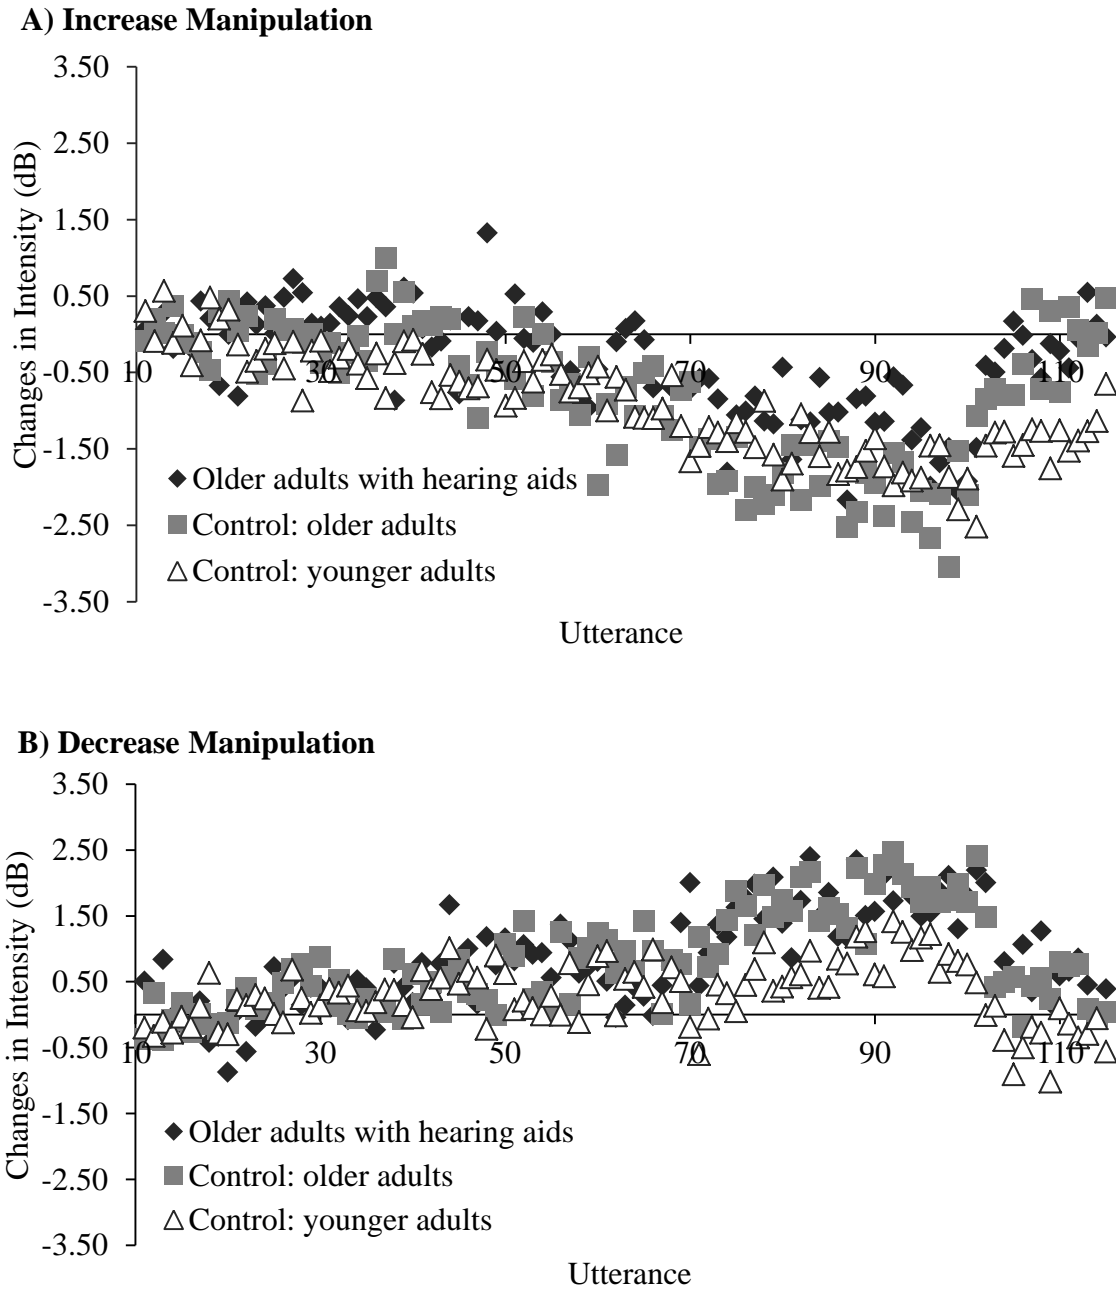 A) Increase Manipulation
3.50
2.50
1.50
0.50
-0.50
-1.50
-2.50
-3.50
Changes in Intensity (dB)
10 30 50 70 90 110
Older adults with hearing aids
Control: older adults
Control: younger adults
Utterance
B) Decrease Manipulation
3.50
2.50
1.50
0.50
-0.50
-1.50
-2.50
-3.50
Changes in Intensity (dB)
10 30 50 70 90 110
Older adults with hearing aids
Control: older adults
Control: younger adults
Utterance